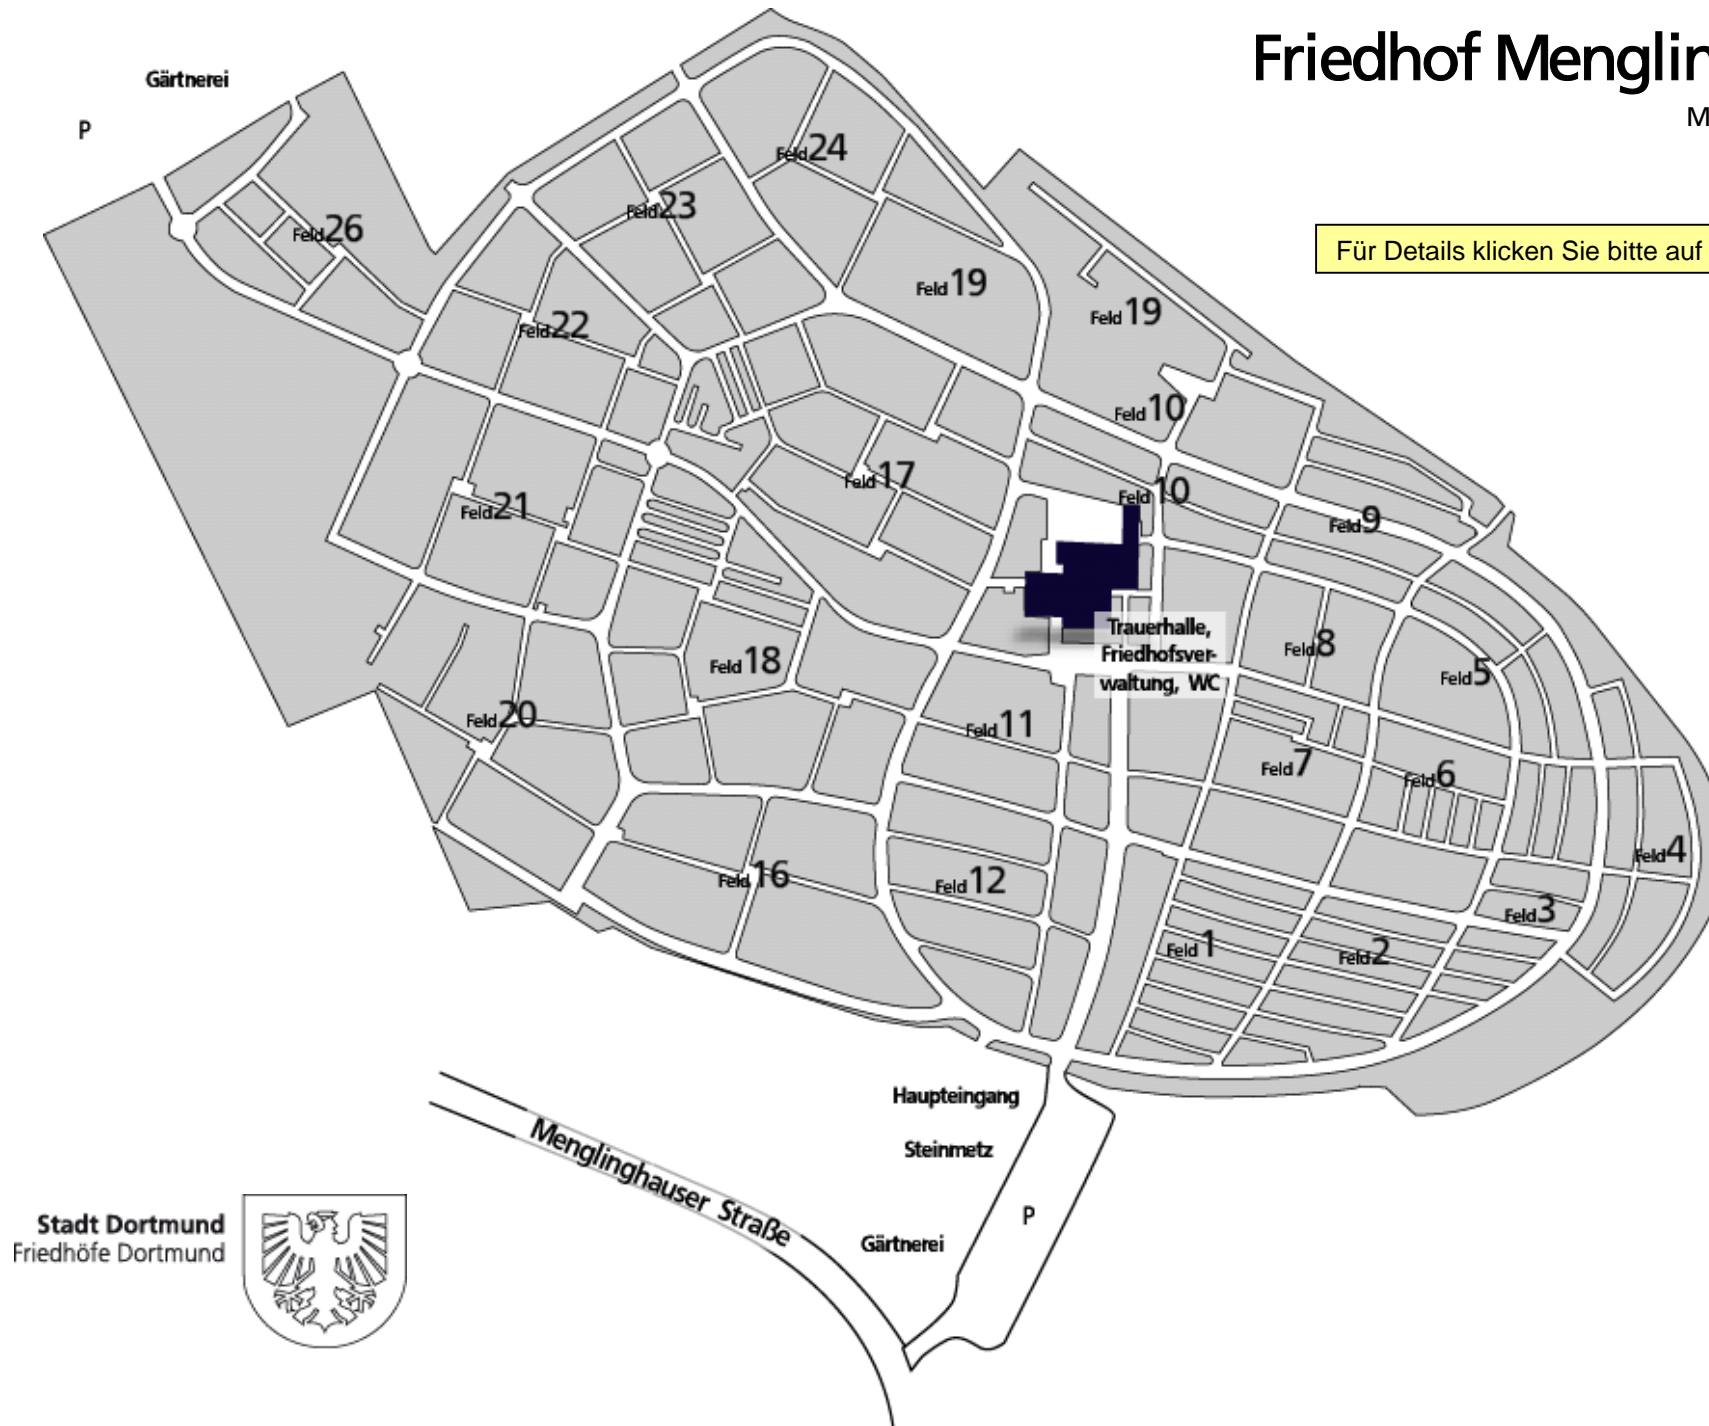 Friedhof Menglin
M
Gärtnerei
P
Für Details klicken Sie bitte auf
Feld 24
Feld 23
Feld 26
Feld 19
Feld 19
Feld 22
Feld 10
Feld 17
Feld 10
Feld 21
Feld 9
Trauerhalle,
Friedhofsver-
waltung, WC
Feld 8
Feld 18
Feld 5
Feld 20
Feld 11
Feld 7
Feld 6
Feld 4
Feld 16
Feld 12
Feld 3
Feld 1
Feld 2
Haupteingang
Steinmetz
Menglinghauser Straße
P
Gärtnerei
Stadt Dortmund
Friedhöfe Dortmund